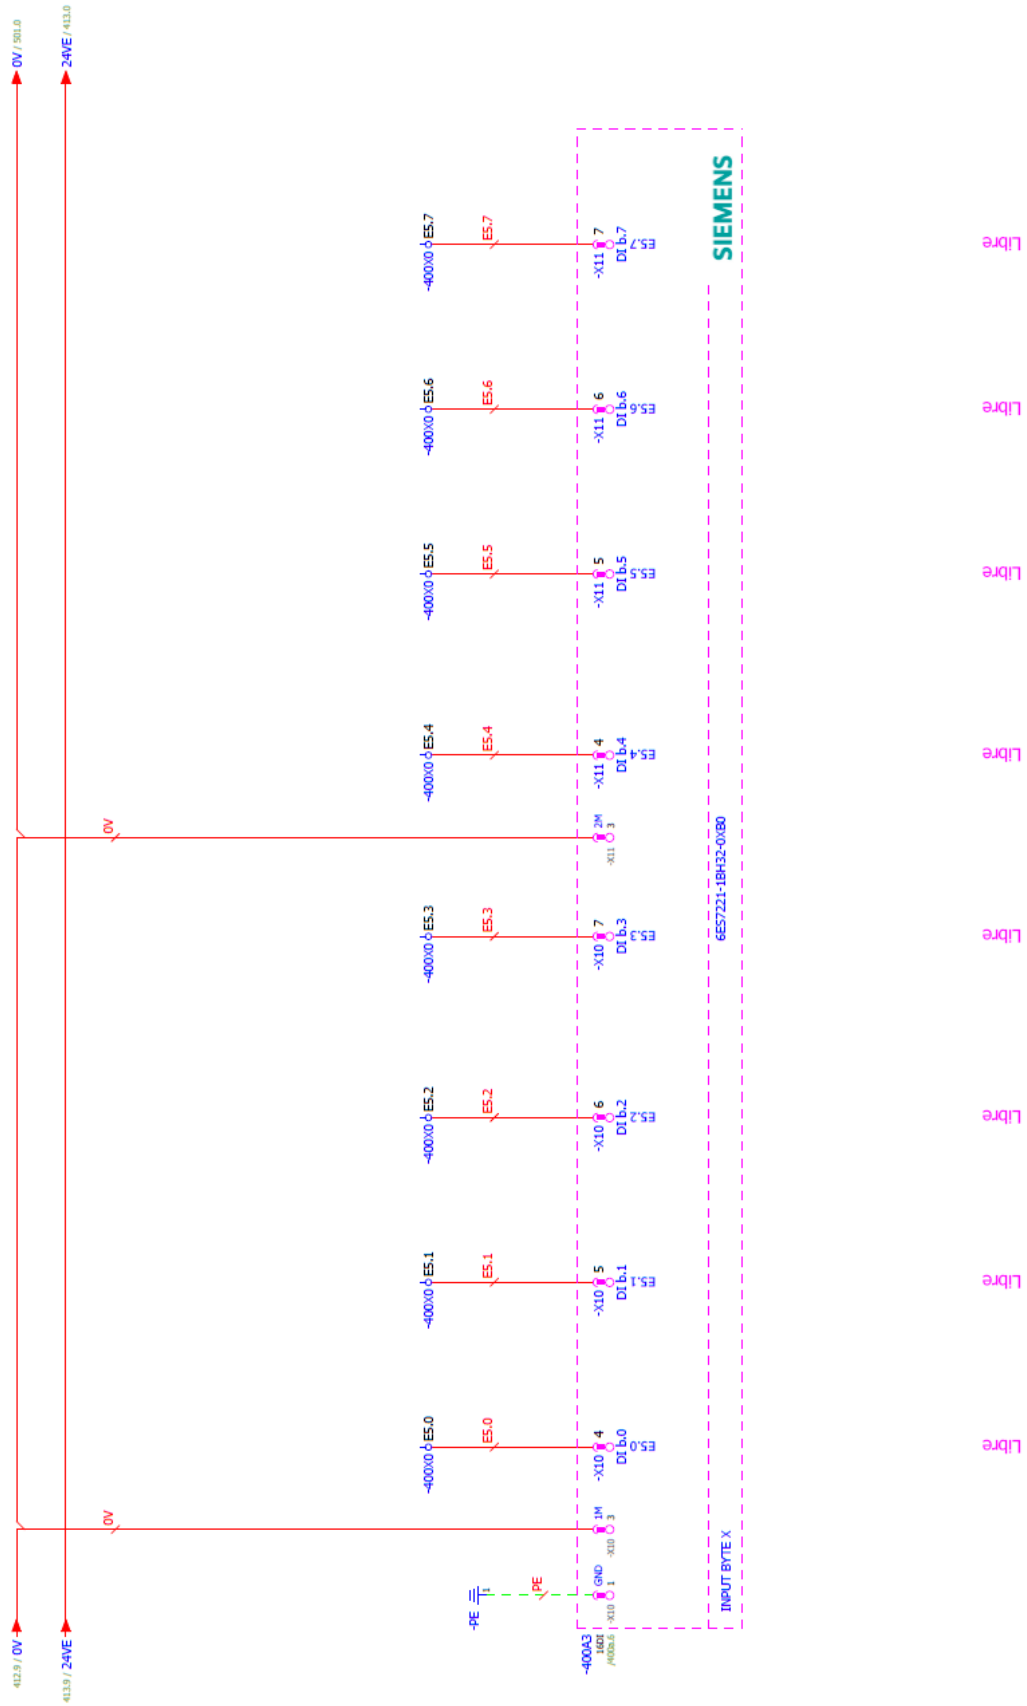 0V / 501.0
24VE / 413.0
-400X0 E5.7
E5.7
-X11 7
DI b.7
E5.7
SIEMENS
Libre
-400X0 E5.6
E5.6
-X11 6
DI b.6
E5.6
Libre
-400X0 E5.5
E5.5
-X11 5
DI b.5
E5.5
Libre
-400X0 E5.4
E5.4
-X11 4
DI b.4
E5.4
Libre
0V
2M
-X11 3
6ES7221-1BH32-0XB0
-400X0 E5.3
E5.3
-X10 7
DI b.3
E5.3
Libre
-400X0 E5.2
E5.2
-X10 6
DI b.2
E5.2
Libre
-400X0 E5.1
E5.1
-X10 5
DI b.1
E5.1
Libre
-400X0 E5.0
E5.0
-X10 4
DI b.0
E5.0
Libre
0V
1M
-X10 3
-PE
1
PE
GND
-X10 1
INPUT BYTE X
-400A3
16DI
/400a.6
412.9 / 0V
413.9 / 24VE